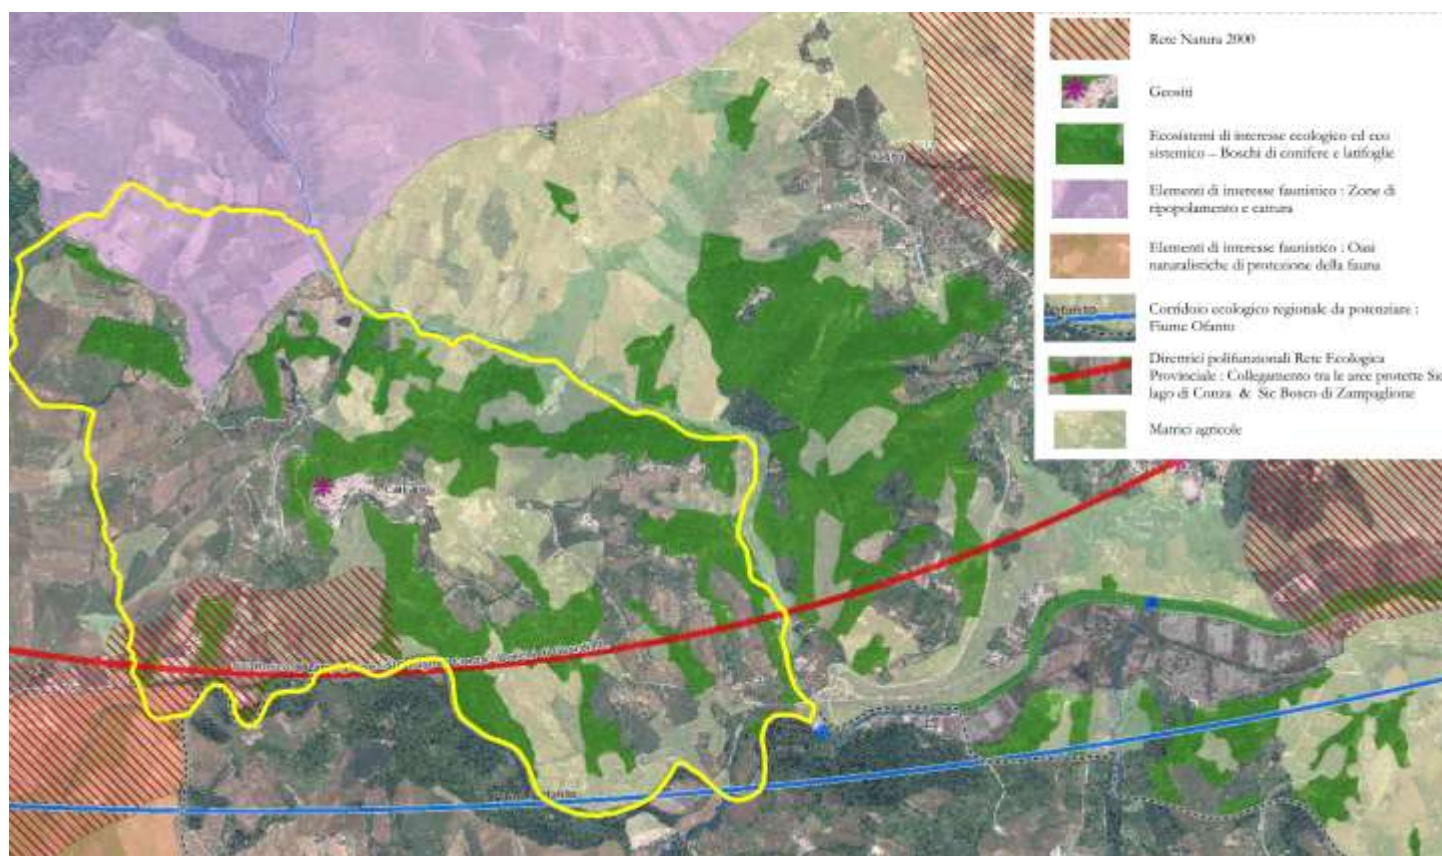 Rete Natura 2000
Geositi
Ecosistemi di interesse ecologico ed eco
sistemico – Boschi di conifere e latifoglie
Elementi di interesse faunistico : Zone di
ripopolamento e cattura
Elementi di interesse faunistico : Oasi
naturalistiche di protezione della fauna
Corridoio ecologico regionale da potenziare :
Fiume Ofanto
Direttrici polifunzionali Rete Ecologica
Provinciale : Collegamento tra le aree protette Sic
lago di Conza & Sic Bosco di Zampaglione
Matrici agricole